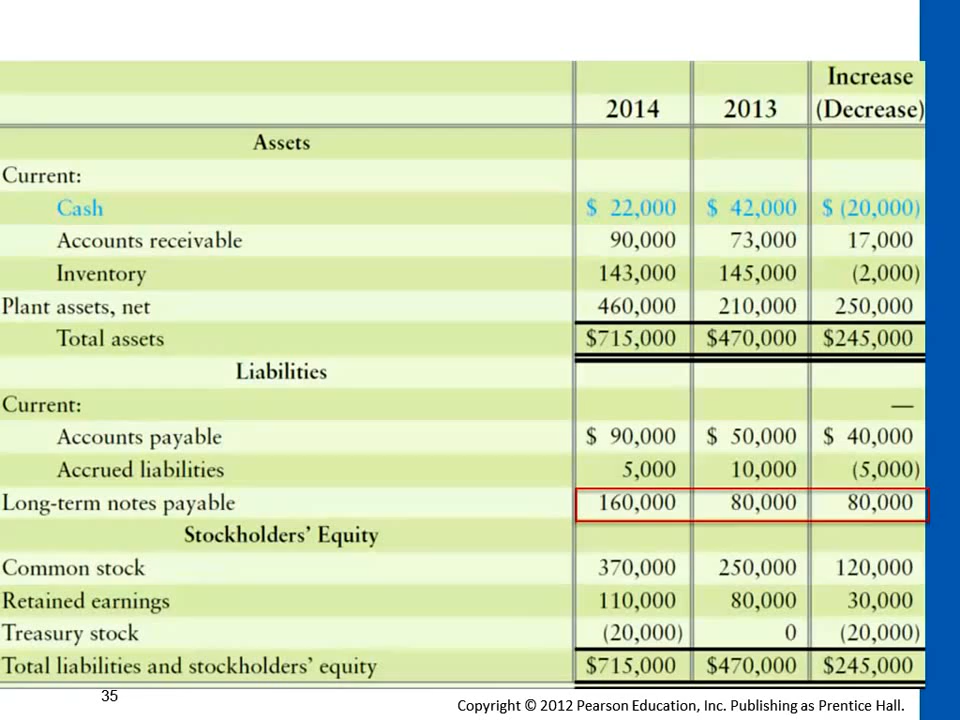 Increase
2014 2013 (Decrease)
Assets
Current:
Cash $ 22,000 $ 42,000 $ (20,000)
Accounts receivable 90,000 73,000 17,000
Inventory 143,000 145,000 (2,000)
Plant assets, net 460,000 210,000 250,000
Total assets $715,000 $470,000 $245,000
Liabilities
Current: —
Accounts payable $ 90,000 $ 50,000 $ 40,000
Accrued liabilities 5,000 10,000 (5,000)
Long-term notes payable 160,000 80,000 80,000
Stockholders’ Equity
Common stock 370,000 250,000 120,000
Retained earnings 110,000 80,000 30,000
Treasury stock (20,000) 0 (20,000)
Total liabilities and stockholders’ equity $715,000 $470,000 $245,000
35
Copyright © 2012 Pearson Education, Inc. Publishing as Prentice Hall.